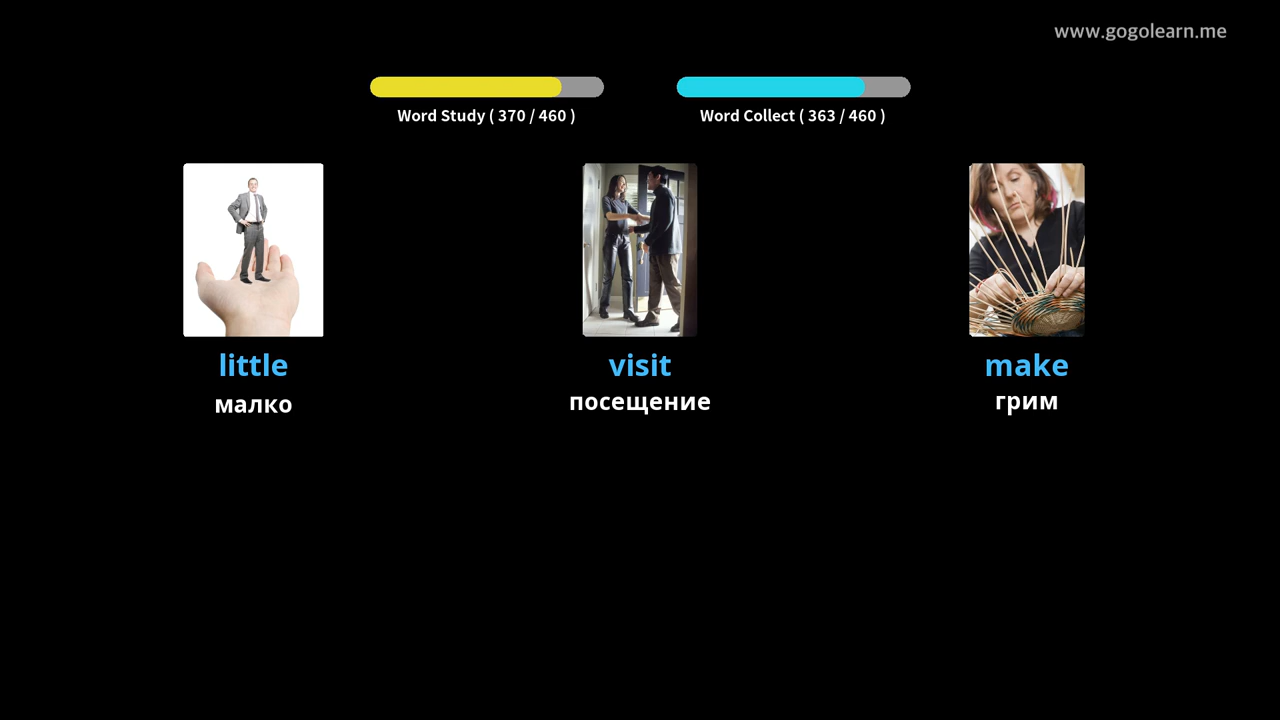 www.gogolearn.me
Word Study ( 370 / 460 )
Word Collect ( 363 / 460 )
little
visit
make
малко
посещение
грим